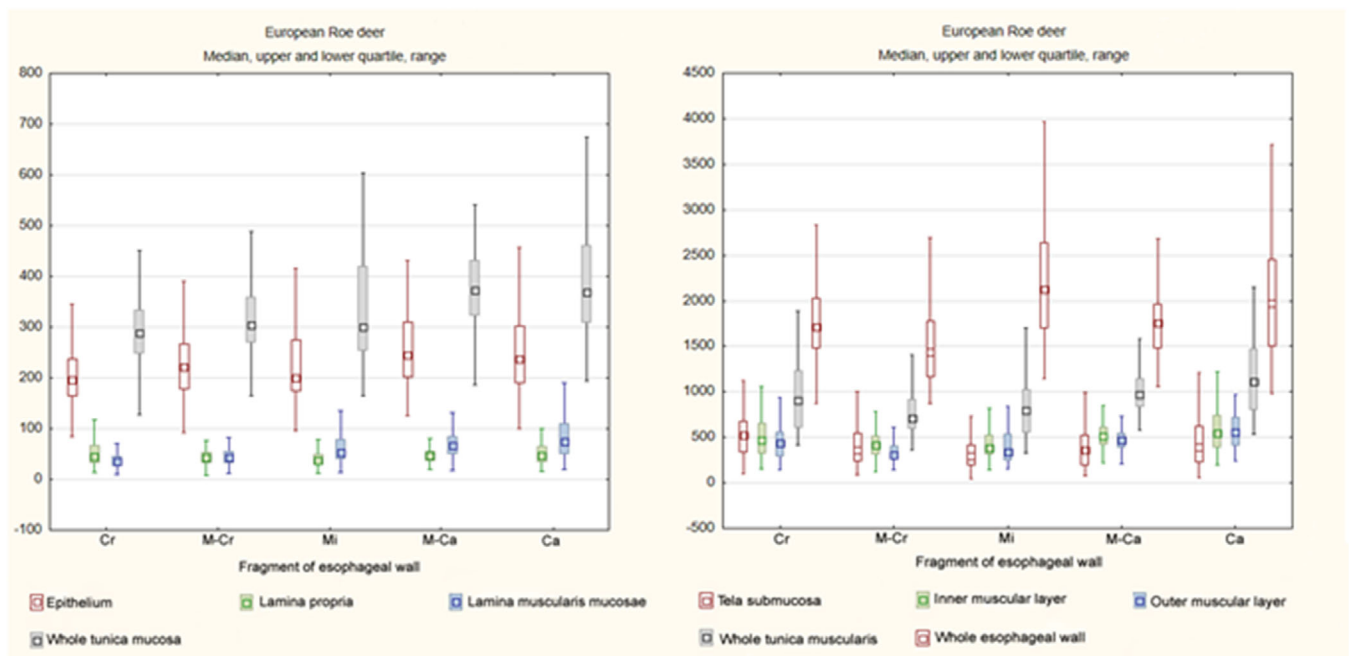 European Roe deer
Median, upper and lower quartile, range
800
700
600
500
400
300
200
100
0
-100
Cr M-Cr Mi M-Ca Ca
Fragment of esophageal wall
Epithelium Lamina propria Lamina muscularis mucosae
Whole tunica mucosa
European Roe deer
Median, upper and lower quartile, range
4500
4000
3500
3000
2500
2000
1500
1000
500
0
-500
Cr M-Cr Mi M-Ca Ca
Fragment of esophageal wall
Tela submucosa Inner muscular layer Outer muscular layer
Whole tunica muscularis Whole esophageal wall